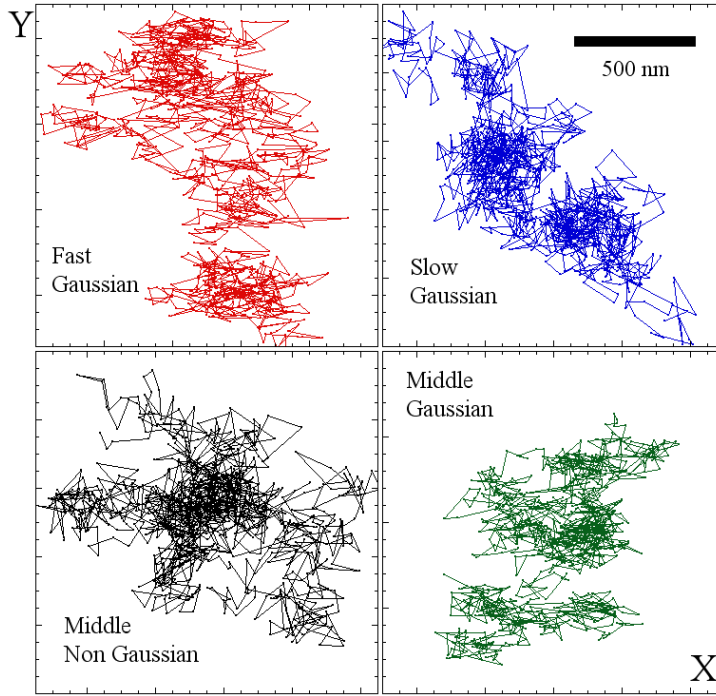 Y
Fast
Gaussian
500 nm
Slow
Gaussian
Middle
Non Gaussian
Middle
Gaussian
X